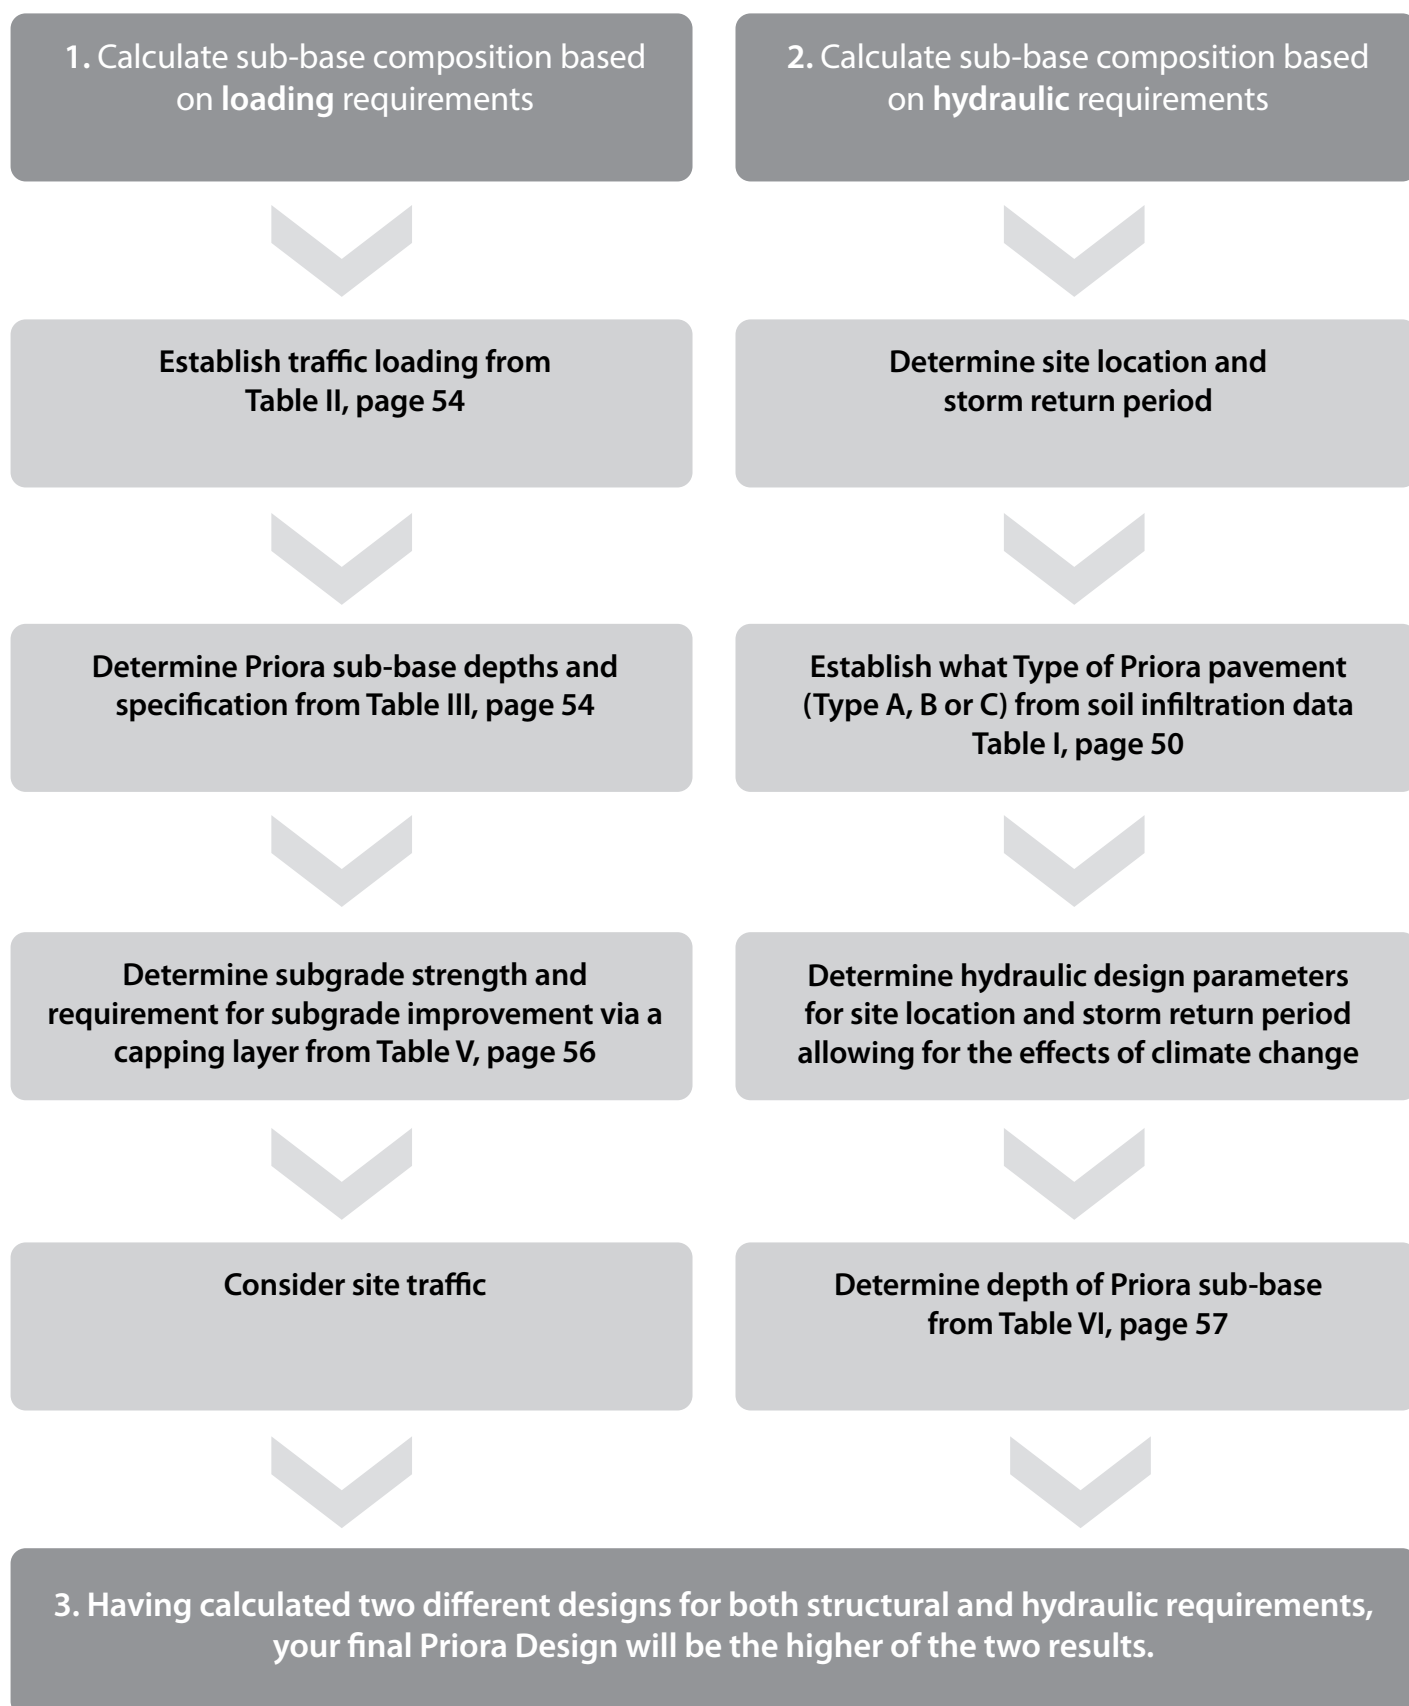 1. Calculate sub-base composition based
on loading requirements
2. Calculate sub-base composition based
on hydraulic requirements
Establish traffic loading from
Table II, page 54
Determine site location and
storm return period
Determine Priora sub-base depths and
specification from Table III, page 54
Establish what Type of Priora pavement
(Type A, B or C) from soil infiltration data
Table I, page 50
Determine subgrade strength and
requirement for subgrade improvement via a
capping layer from Table V, page 56
Determine hydraulic design parameters
for site location and storm return period
allowing for the effects of climate change
Consider site traffic
Determine depth of Priora sub-base
from Table VI, page 57
3. Having calculated two different designs for both structural and hydraulic requirements,
your final Priora Design will be the higher of the two results.